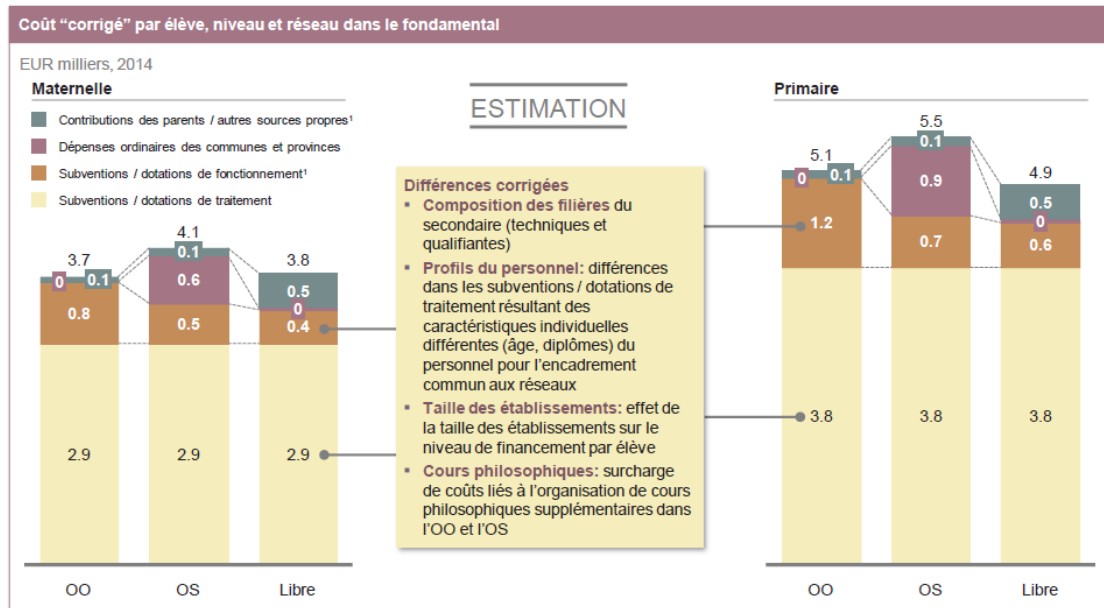 Coût “corrigé” par élève, niveau et réseau dans le fondamental
EUR milliers, 2014
Maternelle
Contributions des parents / autres sources propres¹
Dépenses ordinaires des communes et provinces
Subventions / dotations de fonctionnement¹
Subventions / dotations de traitement
3.7
0
0.1
0.8
2.9
OO
4.1
0.1
0.6
0.5
2.9
OS
3.8
0.5
0
0.4
2.9
Libre
ESTIMATION
Différences corrigées
▪ Composition des filières du
secondaire (techniques et
qualifiantes)
▪ Profils du personnel: différences
dans les subventions / dotations de
traitement résultant des
caractéristiques individuelles
différentes (âge, diplômes) du
personnel pour l’encadrement
commun aux réseaux
▪ Taille des établissements: effet de
la taille des établissements sur le
niveau de financement par élève
▪ Cours philosophiques: surcharge
de coûts liés à l’organisation de cours
philosophiques supplémentaires dans
l’OO et l’OS
Primaire
5.1
0
0.1
1.2
3.8
OO
5.5
0.1
0.9
0.7
3.8
OS
4.9
0.5
0
0.6
3.8
Libre